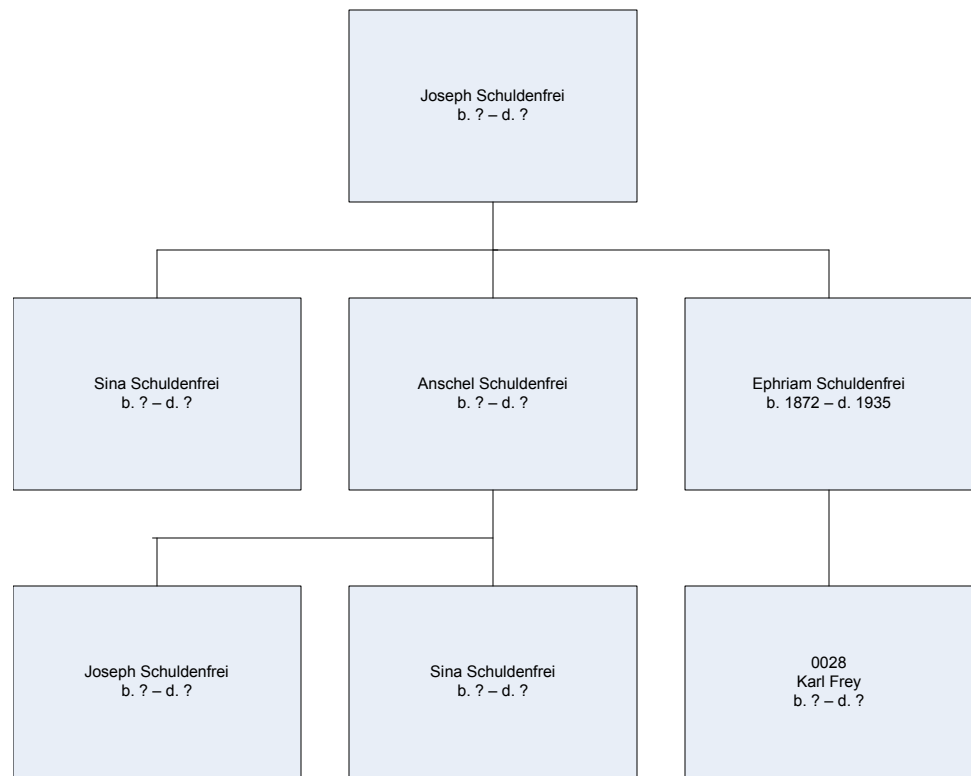 Joseph Schuldenfrei
b. ? – d. ?
Sina Schuldenfrei
b. ? – d. ?
Anschel Schuldenfrei
b. ? – d. ?
Ephriam Schuldenfrei
b. 1872 – d. 1935
Joseph Schuldenfrei
b. ? – d. ?
Sina Schuldenfrei
b. ? – d. ?
0028
Karl Frey
b. ? – d. ?